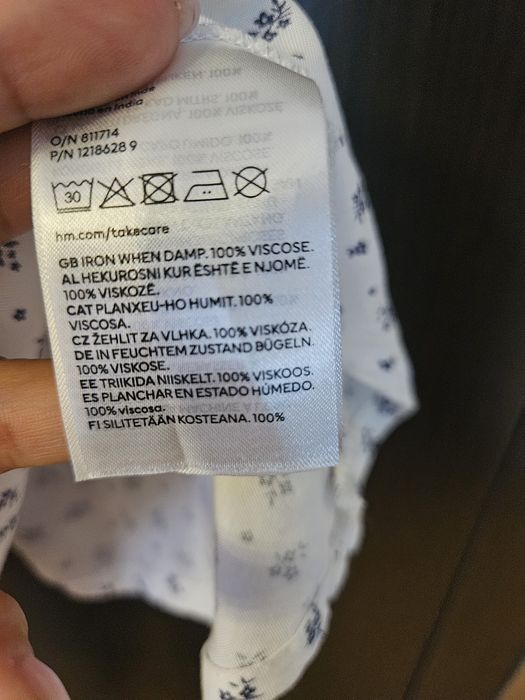 en India
O/N 811714
P/N 1218628 9
30
hm.com/takecare
GB IRON WHEN DAMP. 100% VISCOSE.
AL HEKUROSNI KUR ËSHTË E NJOMË.
100% VISKOZË.
CAT PLANXEU-HO HUMIT. 100%
VISCOSA.
CZ ŽEHLIT ZA VLHKA. 100% VISKÓZA.
DE IN FEUCHTEM ZUSTAND BÜGELN.
100% VISKOSE.
EE TRIIKIDA NIISKELT. 100% VISKOOS.
ES PLANCHAR EN ESTADO HÚMEDO.
100% viscosa.
FI SILITETÄÄN KOSTEANA. 100%